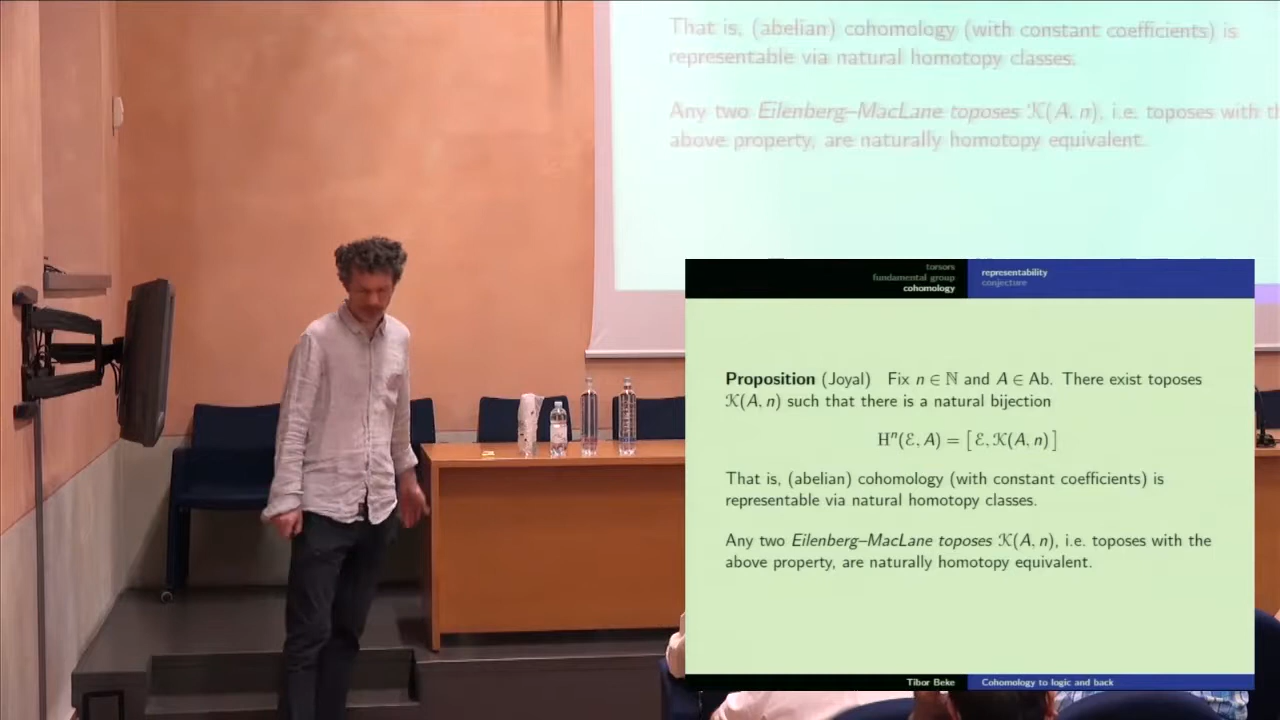 That is, (abelian) cohomology (with constant coefficients) is
representable via natural homotopy classes.
Any two Eilenberg–MacLane toposes 𝒦(A, n), i.e. toposes with
above property, are naturally homotopy equivalent.
torsors
fundamental group
cohomology
representability
conjecture
Proposition (Joyal) Fix n ∈ ℕ and A ∈ Ab. There exist toposes
𝒦(A, n) such that there is a natural bijection
Hⁿ(ℰ, A) = [ ℰ, 𝒦(A, n) ]
That is, (abelian) cohomology (with constant coefficients) is
representable via natural homotopy classes.
Any two Eilenberg–MacLane toposes 𝒦(A, n), i.e. toposes with the
above property, are naturally homotopy equivalent.
Tibor Beke
Cohomology to logic and back